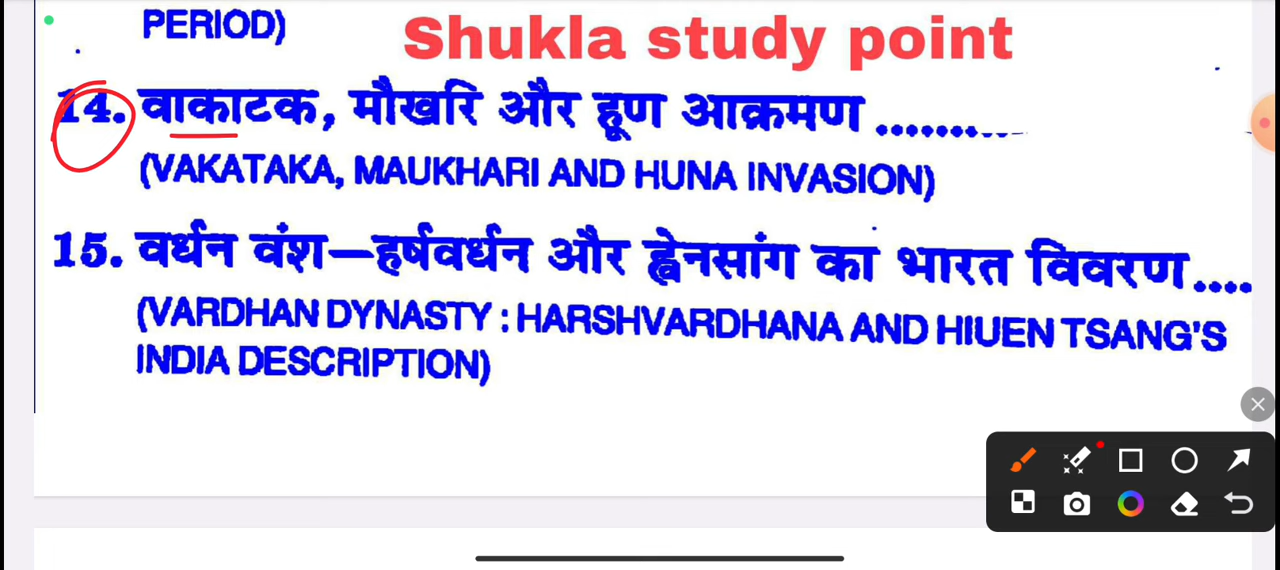 PERIOD)
Shukla study point
14. वाकाटक, मौखरि और हूण आक्रमण ............
(VAKATAKA, MAUKHARI AND HUNA INVASION)
15. वर्धन वंश—हर्षवर्धन और ह्वेनसांग का भारत विवरण....
(VARDHAN DYNASTY : HARSHVARDHANA AND HIUEN TSANG'S
INDIA DESCRIPTION)